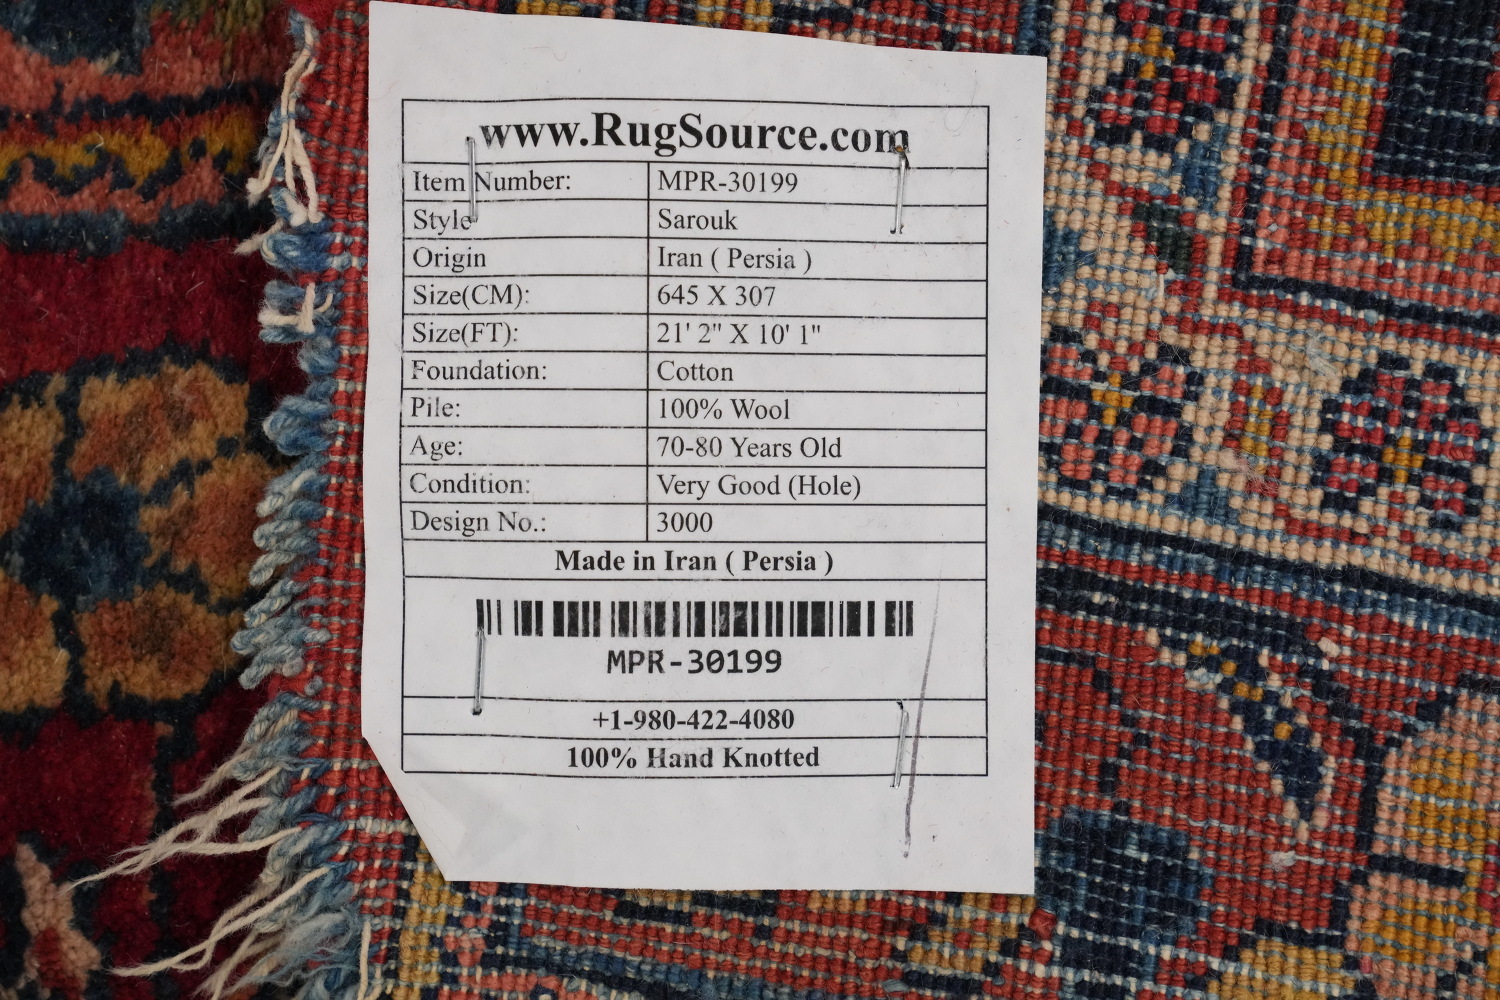 www.RugSource.com
Item Number: MPR-30199
Style Sarouk
Origin Iran ( Persia )
Size(CM): 645 X 307
Size(FT): 21' 2" X 10' 1"
Foundation: Cotton
Pile: 100% Wool
Age: 70-80 Years Old
Condition: Very Good (Hole)
Design No.: 3000
Made in Iran ( Persia )
MPR-30199
+1-980-422-4080
100% Hand Knotted